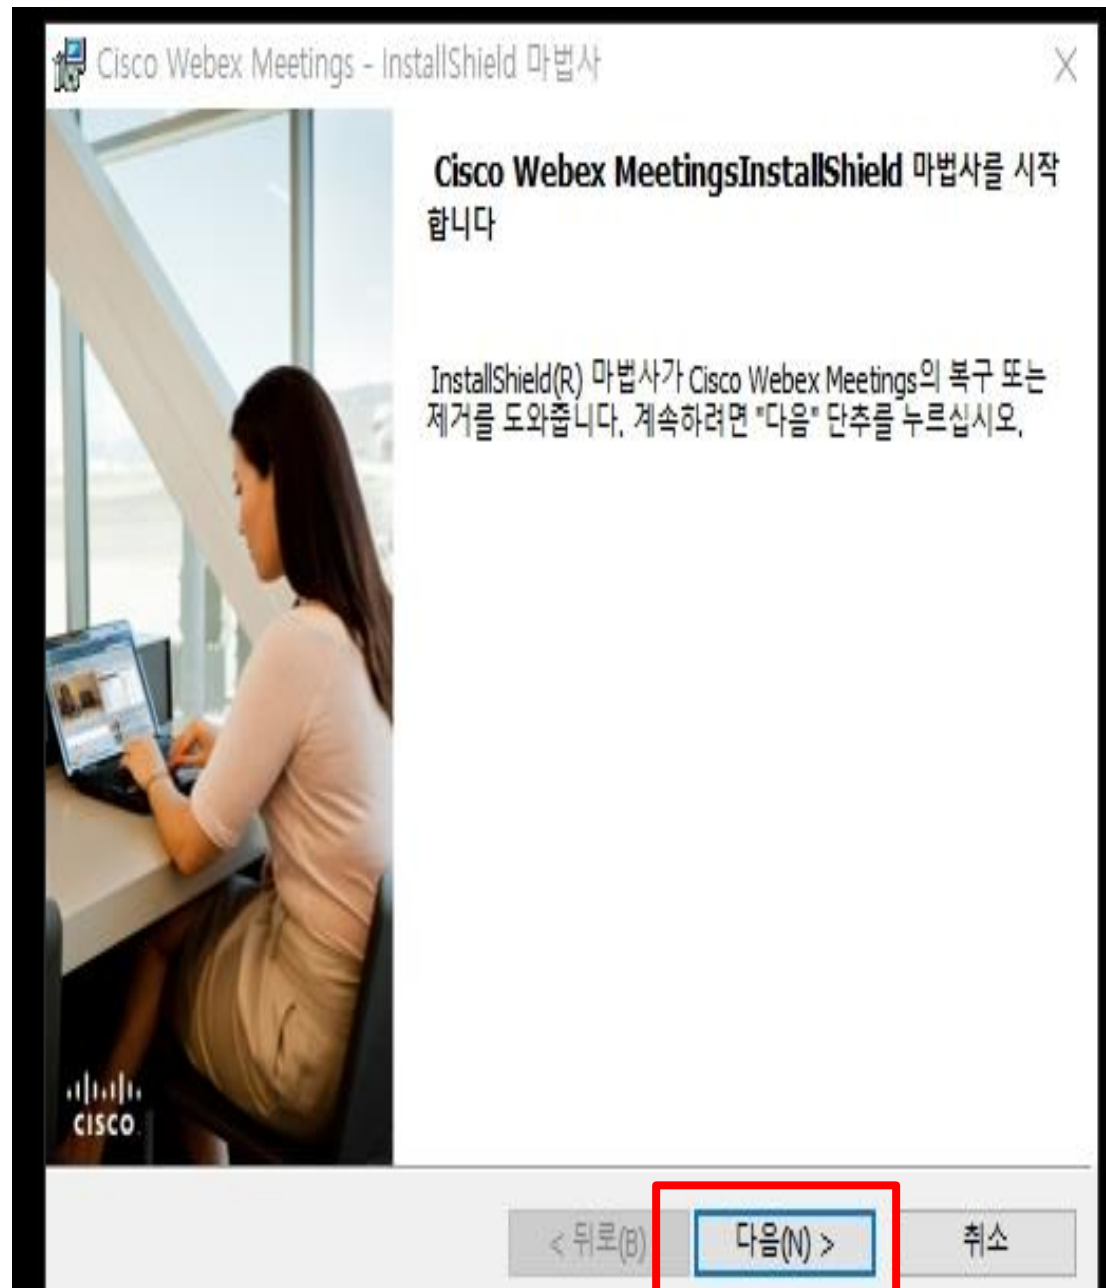 Cisco Webex Meetings - InstallShield 마법사
Cisco Webex MeetingsInstallShield 마법사를 시작
합니다
InstallShield(R) 마법사가 Cisco Webex Meetings의 복구 또는
제거를 도와줍니다. 계속하려면 "다음" 단추를 누르십시오.
CISCO
< 뒤로(B)
다음(N) >
취소